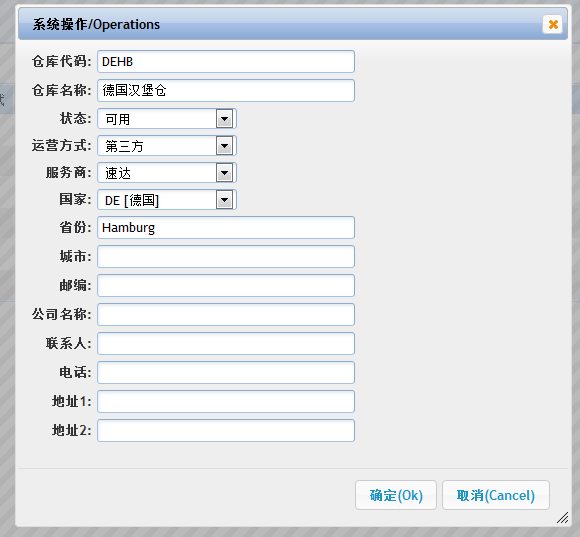 系统操作/Operations
式
仓库代码: DEHB
仓库名称: 德国汉堡仓
状态: 可用
运营方式: 第三方
服务商: 速达
国家: DE [德国]
省份: Hamburg
城市:
邮编:
公司名称:
联系人:
电话:
地址1:
地址2:
确定(Ok) 取消(Cancel)